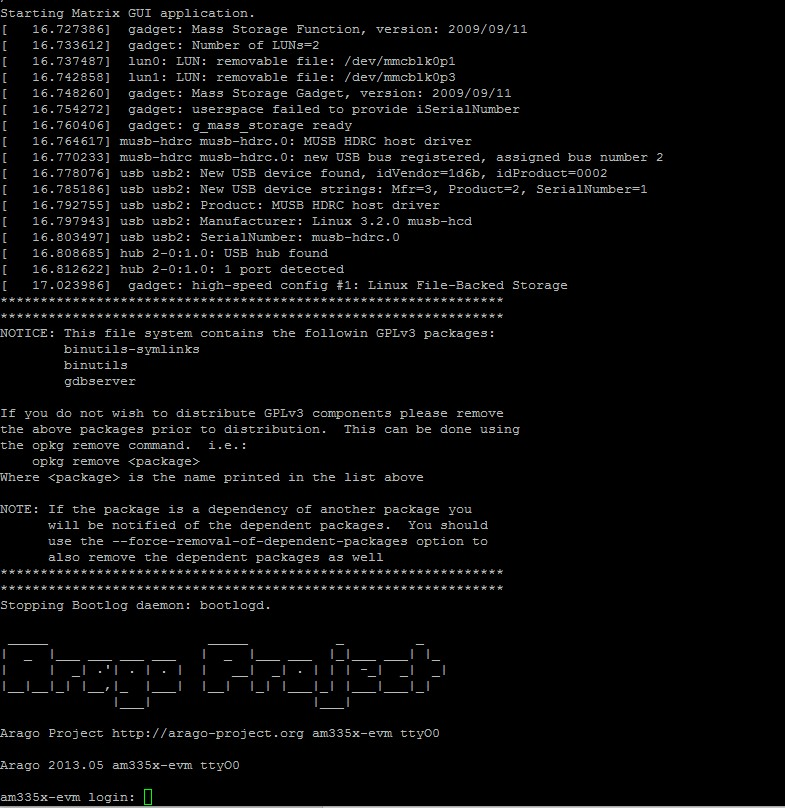 Starting Matrix GUI application.
[   16.727386]  gadget: Mass Storage Function, version: 2009/09/11
[   16.733612]  gadget: Number of LUNs=2
[   16.737487]  lun0: LUN: removable file: /dev/mmcblk0p1
[   16.742858]  lun1: LUN: removable file: /dev/mmcblk0p3
[   16.748260]  gadget: Mass Storage Gadget, version: 2009/09/11
[   16.754272]  gadget: userspace failed to provide iSerialNumber
[   16.760406]  gadget: g_mass_storage ready
[   16.764617] musb-hdrc musb-hdrc.0: MUSB HDRC host driver
[   16.770233] musb-hdrc musb-hdrc.0: new USB bus registered, assigned bus number 2
[   16.778076] usb usb2: New USB device found, idVendor=1d6b, idProduct=0002
[   16.785186] usb usb2: New USB device strings: Mfr=3, Product=2, SerialNumber=1
[   16.792755] usb usb2: Product: MUSB HDRC host driver
[   16.797943] usb usb2: Manufacturer: Linux 3.2.0 musb-hcd
[   16.803497] usb usb2: SerialNumber: musb-hdrc.0
[   16.808685] hub 2-0:1.0: USB hub found
[   16.812622] hub 2-0:1.0: 1 port detected
[   17.023986]  gadget: high-speed config #1: Linux File-Backed Storage
***************************************************************
***************************************************************
NOTICE: This file system contains the followin GPLv3 packages:
        binutils-symlinks
        binutils
        gdbserver

If you do not wish to distribute GPLv3 components please remove
the above packages prior to distribution.  This can be done using
the opkg remove command.  i.e.:
    opkg remove <package>
Where <package> is the name printed in the list above

NOTE: If the package is a dependency of another package you
      will be notified of the dependent packages.  You should
      use the --force-removal-of-dependent-packages option to
      also remove the dependent packages as well
***************************************************************
***************************************************************
Stopping Bootlog daemon: bootlogd.

Arago Project

Arago Project http://arago-project.org am335x-evm ttyO0

Arago 2013.05 am335x-evm ttyO0

am335x-evm login: